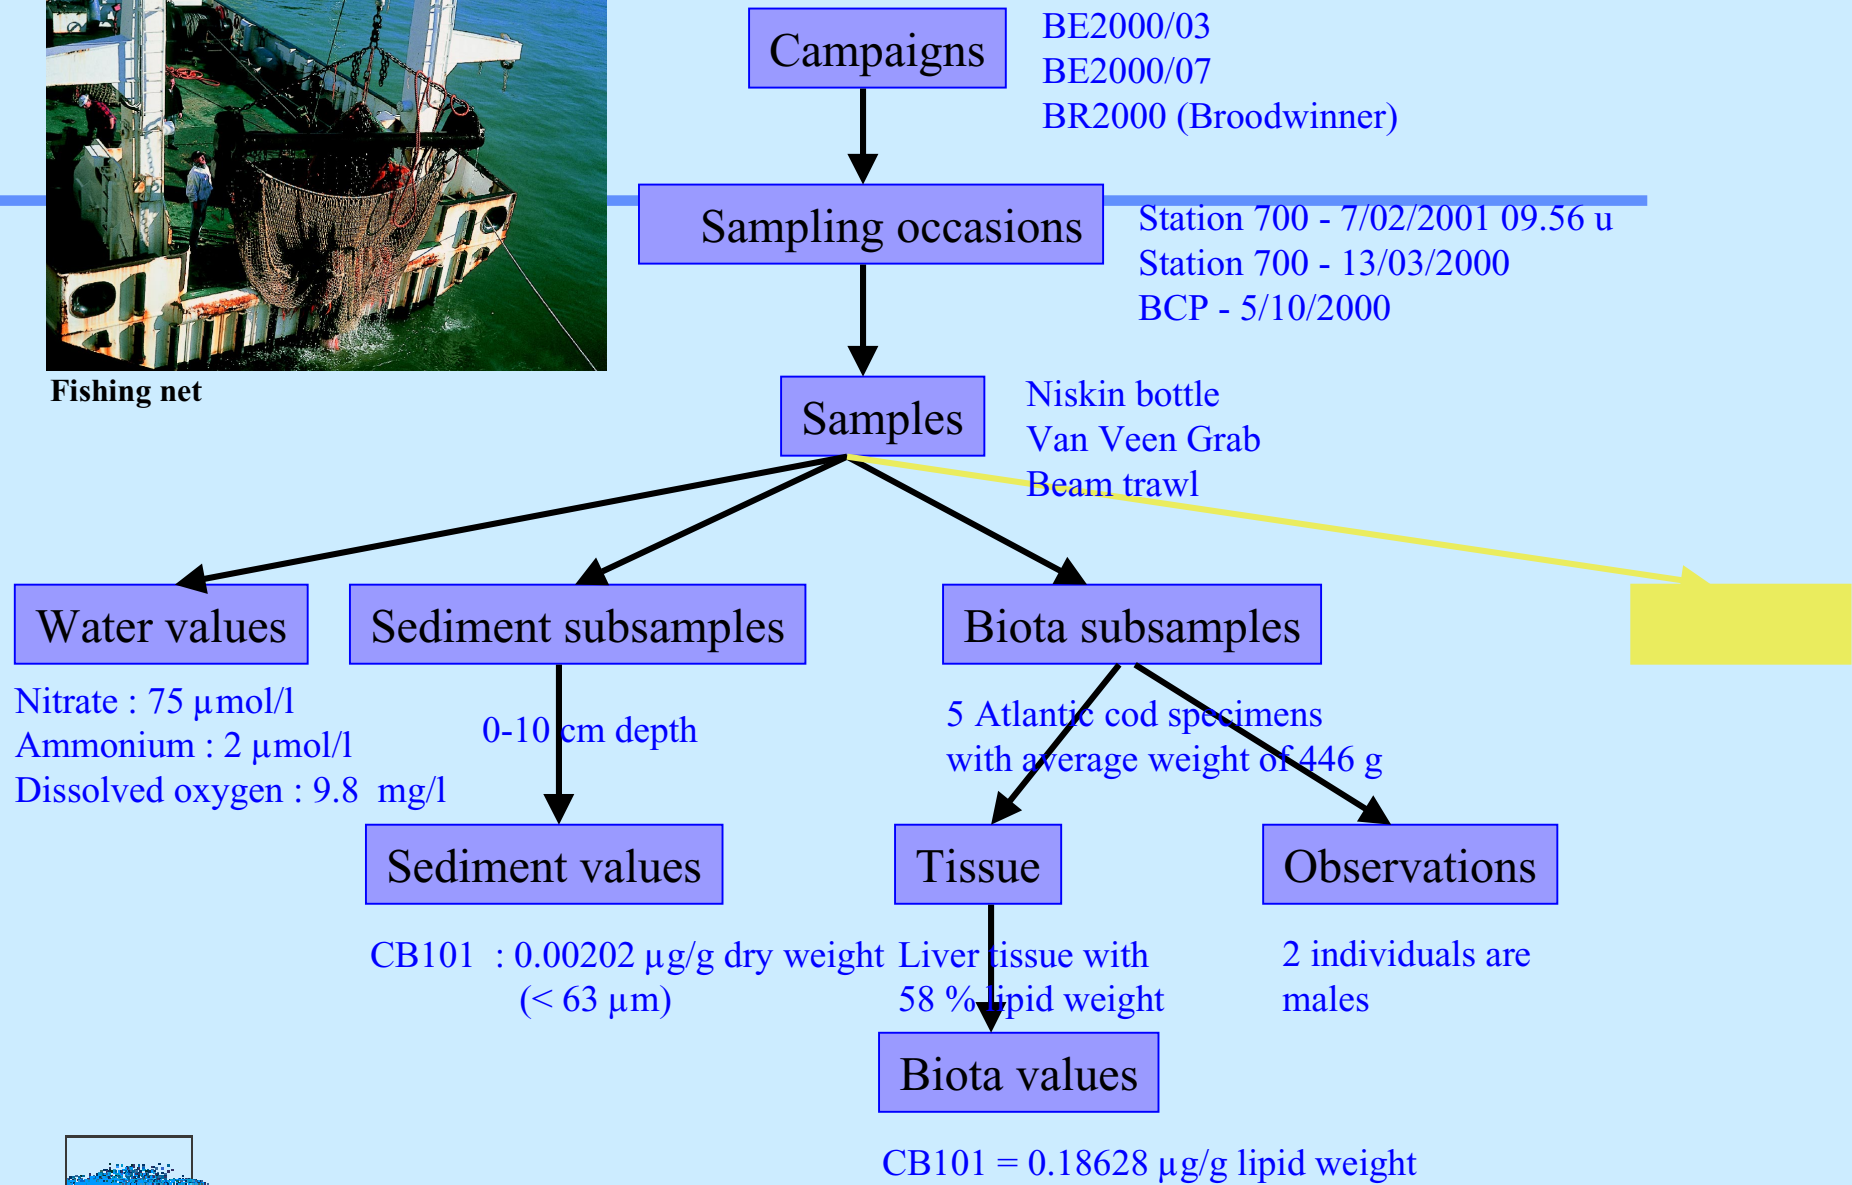 Campaigns
BE2000/03
BE2000/07
BR2000 (Broodwinner)
Sampling occasions
Station 700 - 7/02/2001 09.56 u
Station 700 - 13/03/2000
BCP - 5/10/2000
Fishing net
Samples
Niskin bottle
Van Veen Grab
Beam trawl
Water values
Sediment subsamples
Biota subsamples
Nitrate : 75 µmol/l
Ammonium : 2 µmol/l
Dissolved oxygen : 9.8 mg/l
0-10 cm depth
5 Atlantic cod specimens
with average weight of 446 g
Sediment values
Tissue
Observations
CB101 : 0.00202 µg/g dry weight
(< 63 µm)
Liver tissue with
58 % lipid weight
2 individuals are
males
Biota values
CB101 = 0.18628 µg/g lipid weight